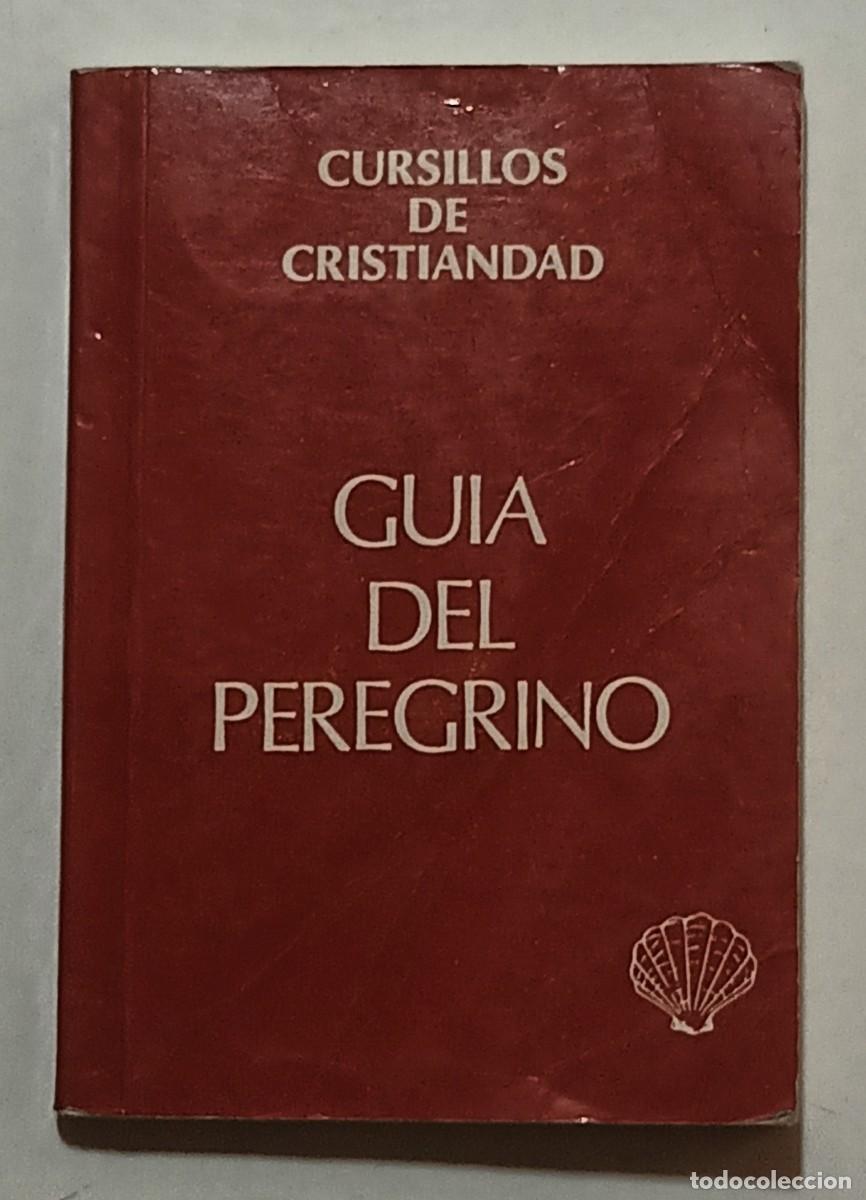 CURSILLOS
DE
CRISTIANDAD
GUIA
DEL
PEREGRINO
todocoleccion